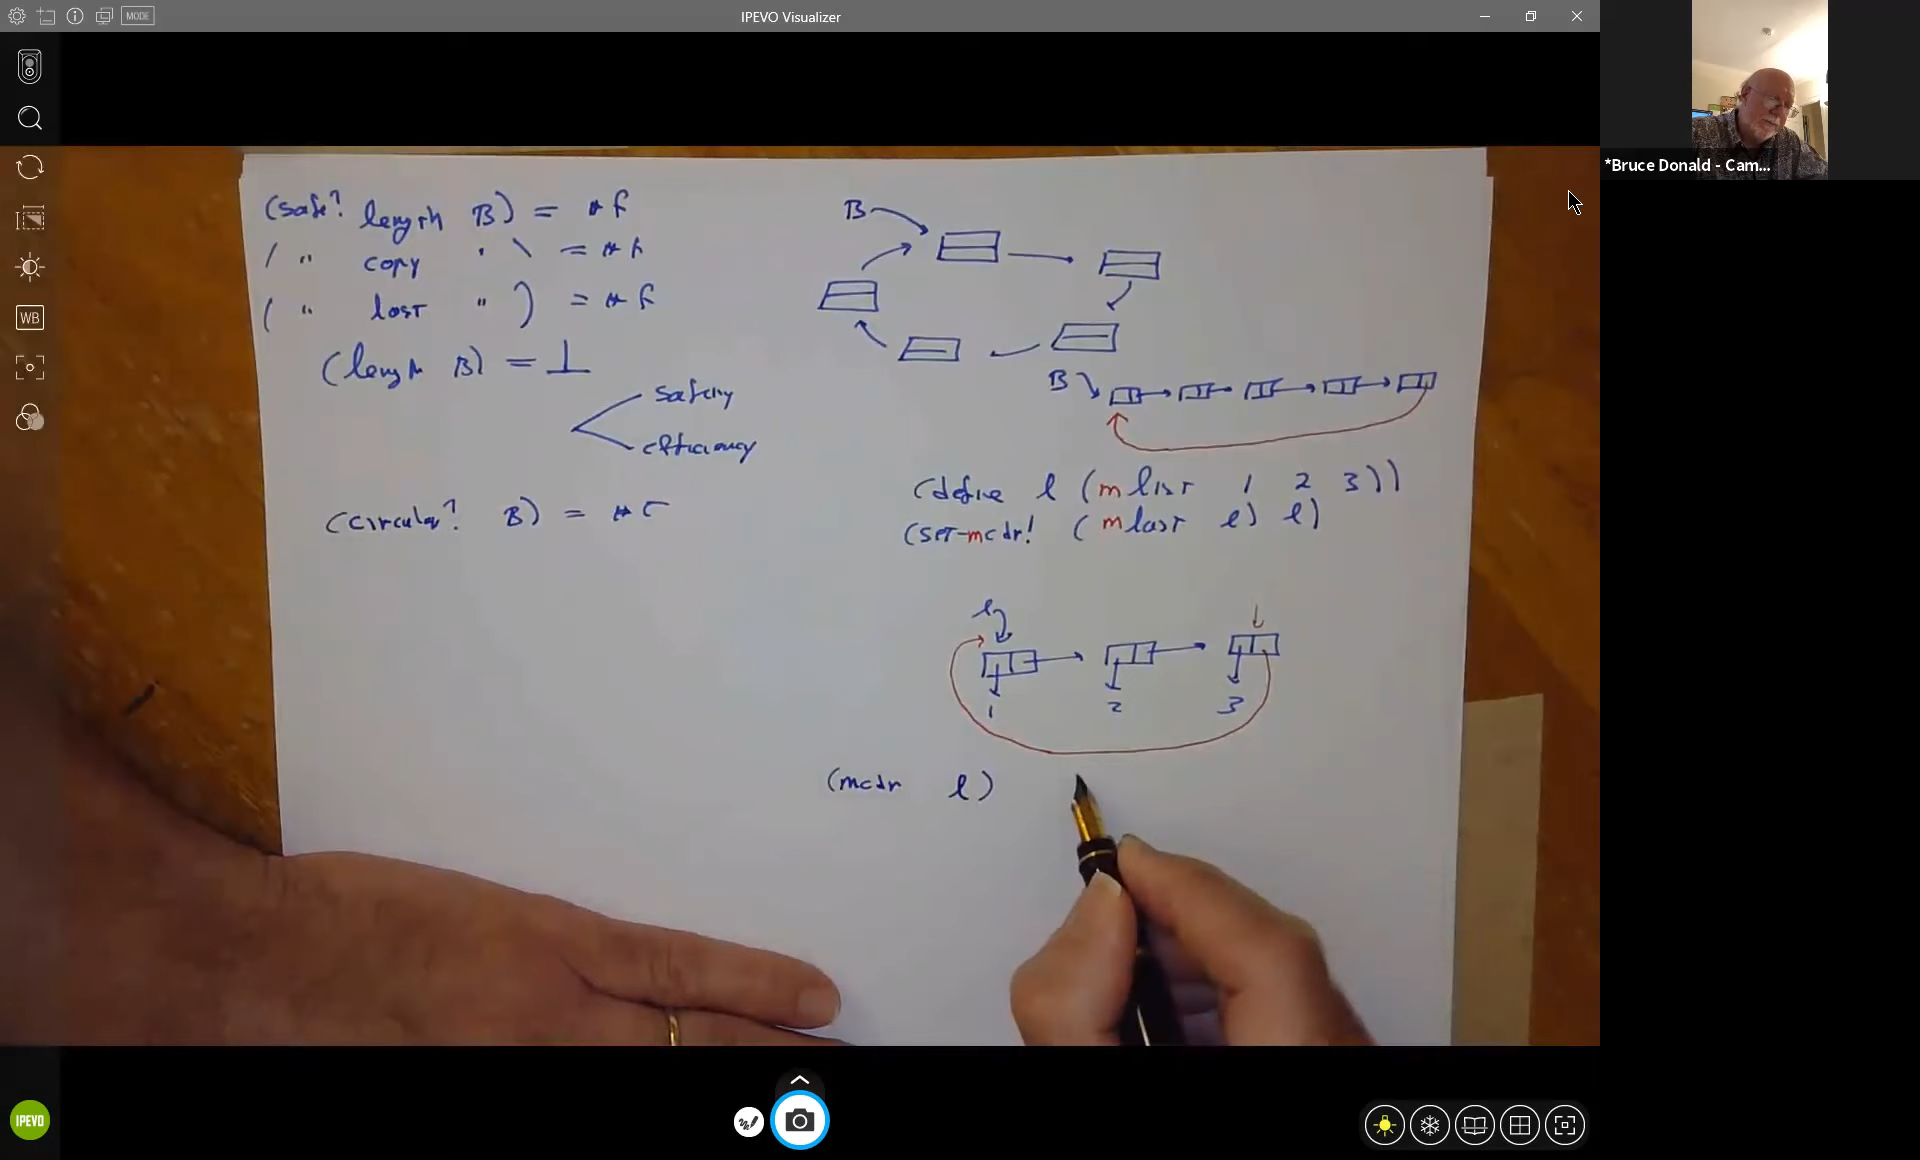 MODE
IPEVO Visualizer
WB
*Bruce Donald - Cam...
(safe? length B) = #f
( " copy " ) = #f
( " last " ) = #f
(length B) = ⊥
safety
efficiency
(circular? B) = #t
B
B
(define l (mlist 1 2 3))
(set-mcdr! (mlast l) l)
l
1 2 3
(mcdr l)
IPEVO